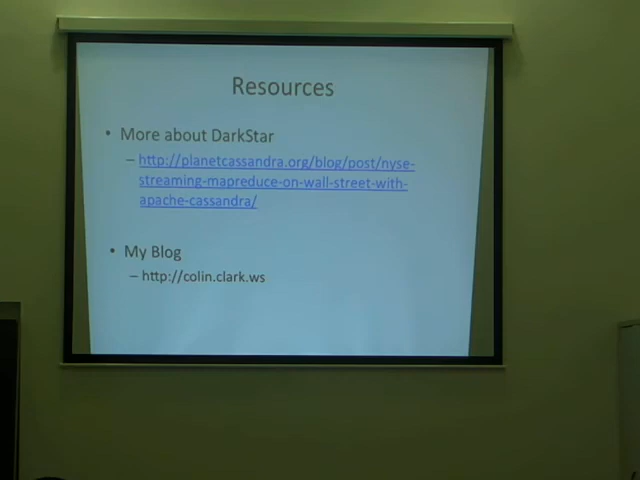 Resources
• More about DarkStar
– http://planetcassandra.org/blog/post/nyse-
streaming-mapreduce-on-wall-street-with-
apache-cassandra/
• My Blog
– http://colin.clark.ws